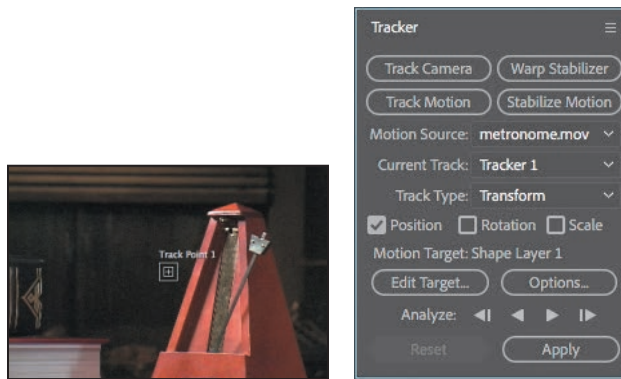 Track Point 1
Tracker
Track Camera Warp Stabilizer
Track Motion Stabilize Motion
Motion Source: metronome.mov
Current Track: Tracker 1
Track Type: Transform
Position Rotation Scale
Motion Target: Shape Layer 1
Edit Target... Options...
Analyze:
Reset Apply